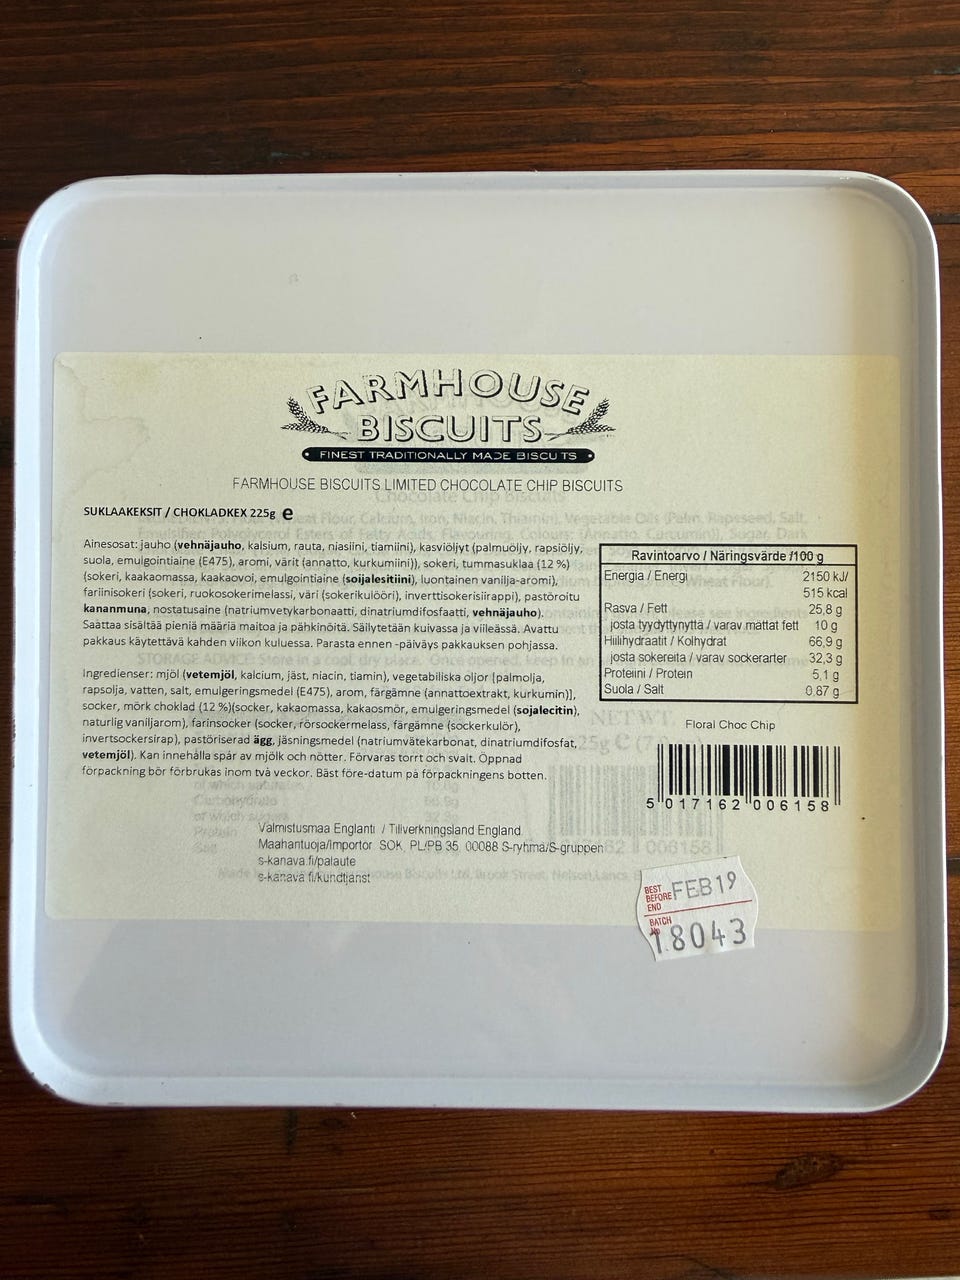 FARMHOUSE
BISCUITS
FINEST TRADITIONALLY MADE BISCUITS
FARMHOUSE BISCUITS LIMITED CHOCOLATE CHIP BISCUITS
SUKLAAKEKSIT / CHOKLADKEX 225g e
Ainesosat: jauho (vehnäjauho, kalsium, rauta, niasiini, tiamiini), kasviöljyt (palmuöljy, rapsiöljy,
suola, emulgointiaine (E475), aromi, värit (annatto, kurkumiini)), sokeri, tummasuklaa (12 %)
(sokeri, kaakaomassa, kaakaovoi, emulgointiaine (soijalesitiini), luontainen vanilja-aromi),
fariinisokeri (sokeri, ruokosokerimelassi, väri (sokerikulööri), inverttisokerisiirappi), pastöroitu
kananmuna, nostatusaine (natriumvetykarbonaatti, dinatriumdifosfaatti, vehnäjauho).
Saattaa sisältää pieniä määriä maitoa ja pähkinöitä. Säilytetään kuivassa ja viileässä. Avattu
pakkaus käytettävä kahden viikon kuluessa. Parasta ennen -päiväys pakkauksen pohjassa.
Ingredienser: mjöl (vetemjöl, kalcium, jäst, niacin, tiamin), vegetabiliska oljor [palmolja,
rapsolja, vatten, salt, emulgeringsmedel (E475), arom, färgämne (annattoextrakt, kurkumin)],
socker, mörk choklad (12 %)(socker, kakaomassa, kakaosmör, emulgeringsmedel (sojalecitin),
naturlig vaniljarom), farinsocker (socker, rörsockermelass, färgämne (sockerkulör),
invertsockersirap), pastöriserad ägg, jäsningsmedel (natriumvätekarbonat, dinatriumdifosfat,
vetemjöl). Kan innehålla spår av mjölk och nötter. Förvaras torrt och svalt. Öppnad
förpackning bör förbrukas inom två veckor. Bäst före-datum på förpackningens botten.
Ravintoarvo / Näringsvärde /100 g
Energia / Energi 2150 kJ/
515 kcal
Rasva / Fett 25,8 g
josta tyydyttynyttä / varav mättat fett 10 g
Hiilihydraatit / Kolhydrat 66,9 g
josta sokereita / varav sockerarter 32,3 g
Proteiini / Protein 5,1 g
Suola / Salt 0,87 g
Floral Choc Chip
5 017162 006158
Valmistusmaa Englanti / Tillverkningsland England
Maahantuoja/Importör SOK, PL/PB 35 00088 S-ryhmä/S-gruppen
s-kanava.fi/palaute
s-kanava.fi/kundtjanst
BEST
BEFORE
END
FEB 19
BATCH
No
18043